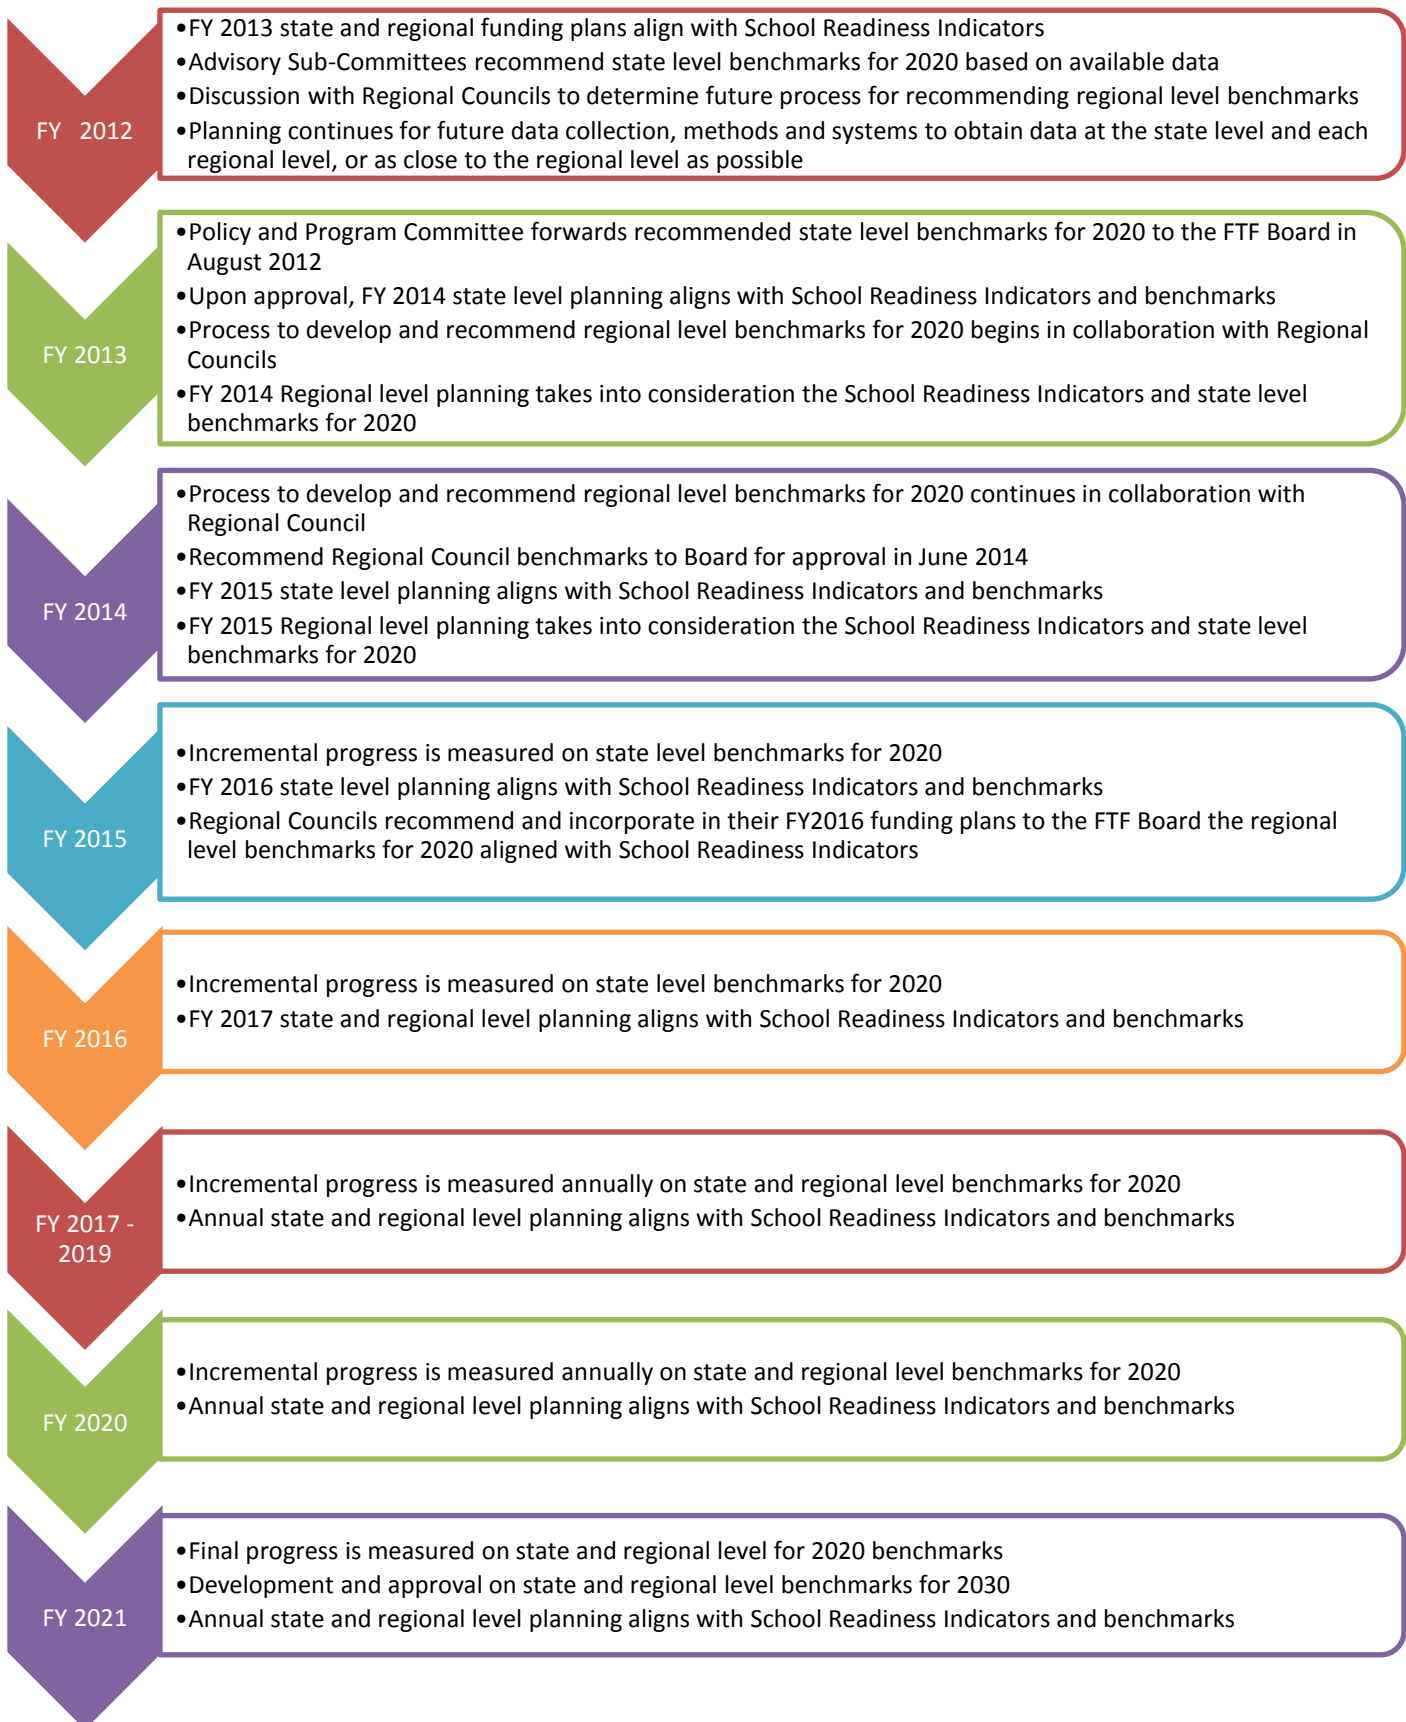 •FY 2013 state and regional funding plans align with School Readiness Indicators
•Advisory Sub-Committees recommend state level benchmarks for 2020 based on available data
•Discussion with Regional Councils to determine future process for recommending regional level benchmarks
•Planning continues for future data collection, methods and systems to obtain data at the state level and each
regional level, or as close to the regional level as possible
FY 2012
•Policy and Program Committee forwards recommended state level benchmarks for 2020 to the FTF Board in
August 2012
•Upon approval, FY 2014 state level planning aligns with School Readiness Indicators and benchmarks
•Process to develop and recommend regional level benchmarks for 2020 begins in collaboration with Regional
Councils
•FY 2014 Regional level planning takes into consideration the School Readiness Indicators and state level
benchmarks for 2020
FY 2013
•Process to develop and recommend regional level benchmarks for 2020 continues in collaboration with
Regional Council
•Recommend Regional Council benchmarks to Board for approval in June 2014
•FY 2015 state level planning aligns with School Readiness Indicators and benchmarks
•FY 2015 Regional level planning takes into consideration the School Readiness Indicators and state level
benchmarks for 2020
FY 2014
•Incremental progress is measured on state level benchmarks for 2020
•FY 2016 state level planning aligns with School Readiness Indicators and benchmarks
•Regional Councils recommend and incorporate in their FY2016 funding plans to the FTF Board the regional
level benchmarks for 2020 aligned with School Readiness Indicators
FY 2015
•Incremental progress is measured on state level benchmarks for 2020
•FY 2017 state and regional level planning aligns with School Readiness Indicators and benchmarks
FY 2016
•Incremental progress is measured annually on state and regional level benchmarks for 2020
•Annual state and regional level planning aligns with School Readiness Indicators and benchmarks
FY 2017 -
2019
•Incremental progress is measured annually on state and regional level benchmarks for 2020
•Annual state and regional level planning aligns with School Readiness Indicators and benchmarks
FY 2020
•Final progress is measured on state and regional level for 2020 benchmarks
•Development and approval on state and regional level benchmarks for 2030
•Annual state and regional level planning aligns with School Readiness Indicators and benchmarks
FY 2021